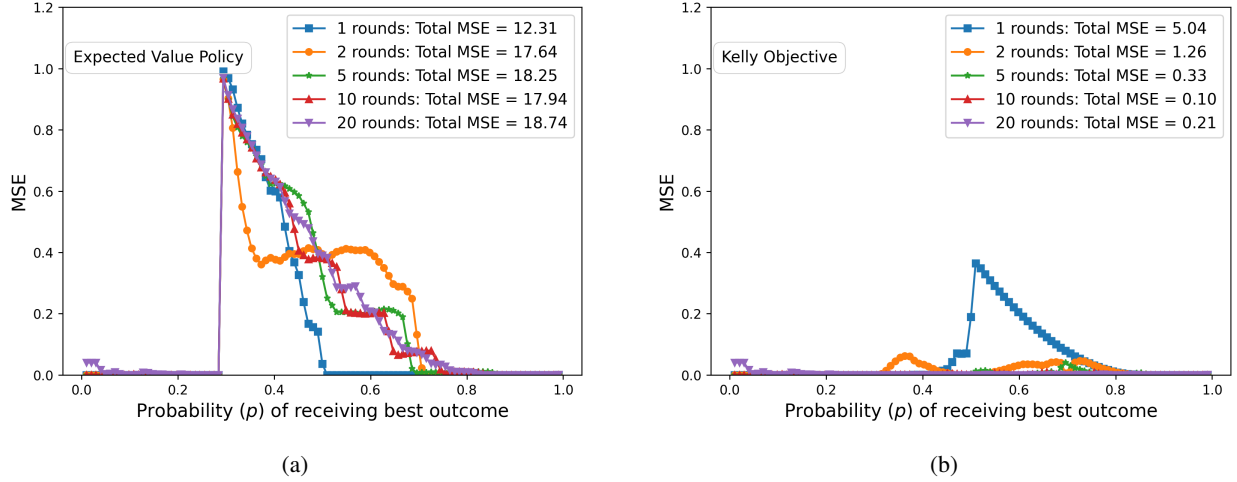 1.2
1.0
0.8
0.6
0.4
0.2
0.0
MSE
Expected Value Policy
1 rounds: Total MSE = 12.31
2 rounds: Total MSE = 17.64
5 rounds: Total MSE = 18.25
10 rounds: Total MSE = 17.94
20 rounds: Total MSE = 18.74
0.0 0.2 0.4 0.6 0.8 1.0
Probability (p) of receiving best outcome
(a)
1.2
1.0
0.8
0.6
0.4
0.2
0.0
MSE
Kelly Objective
1 rounds: Total MSE = 5.04
2 rounds: Total MSE = 1.26
5 rounds: Total MSE = 0.33
10 rounds: Total MSE = 0.10
20 rounds: Total MSE = 0.21
0.0 0.2 0.4 0.6 0.8 1.0
Probability (p) of receiving best outcome
(b)